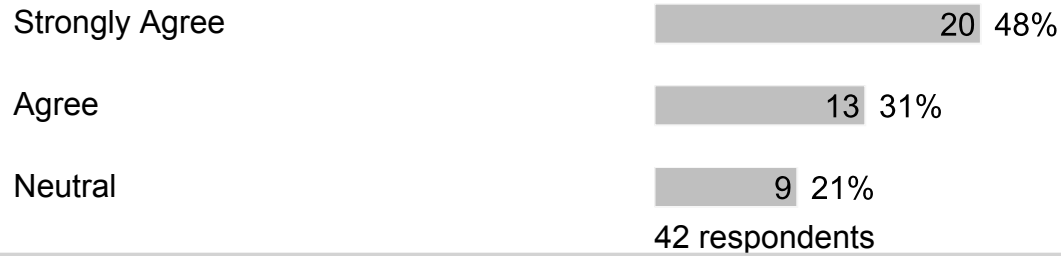 Strongly Agree 20 48%
Agree 13 31%
Neutral 9 21%
42 respondents